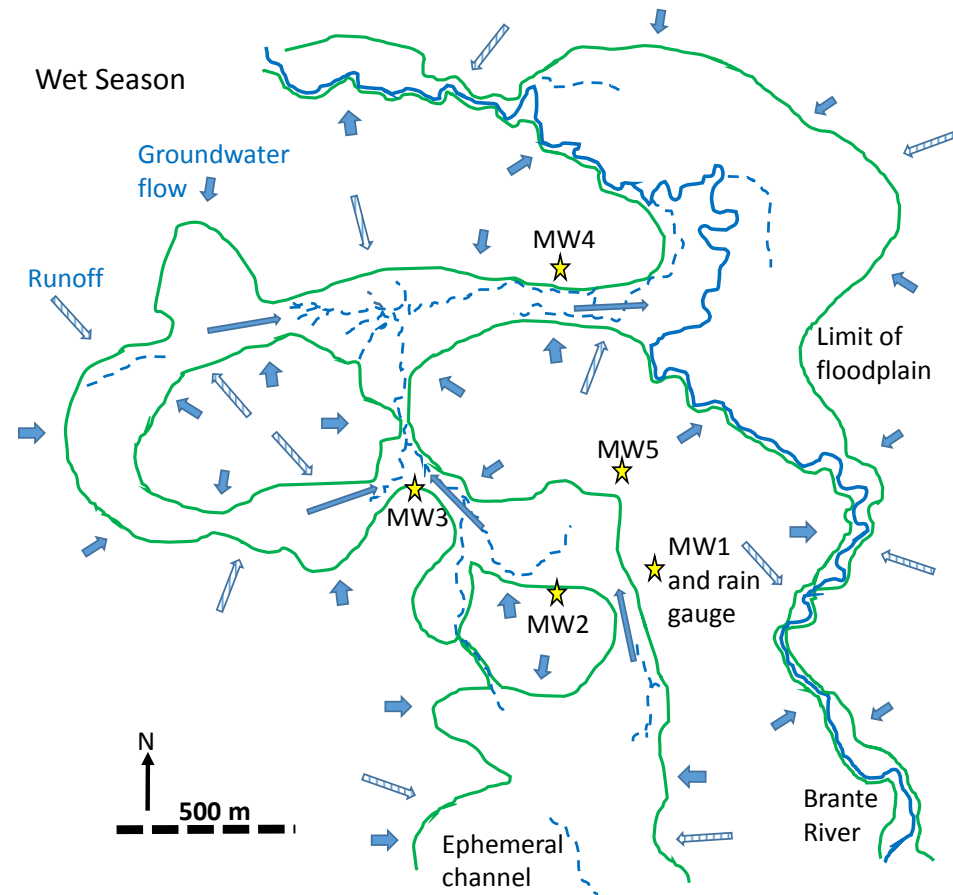 Wet Season
Groundwater
flow
Runoff
MW4
Limit of
floodplain
MW5
MW3
MW1
and rain
gauge
MW2
N
500 m
Ephemeral
channel
Brante
River